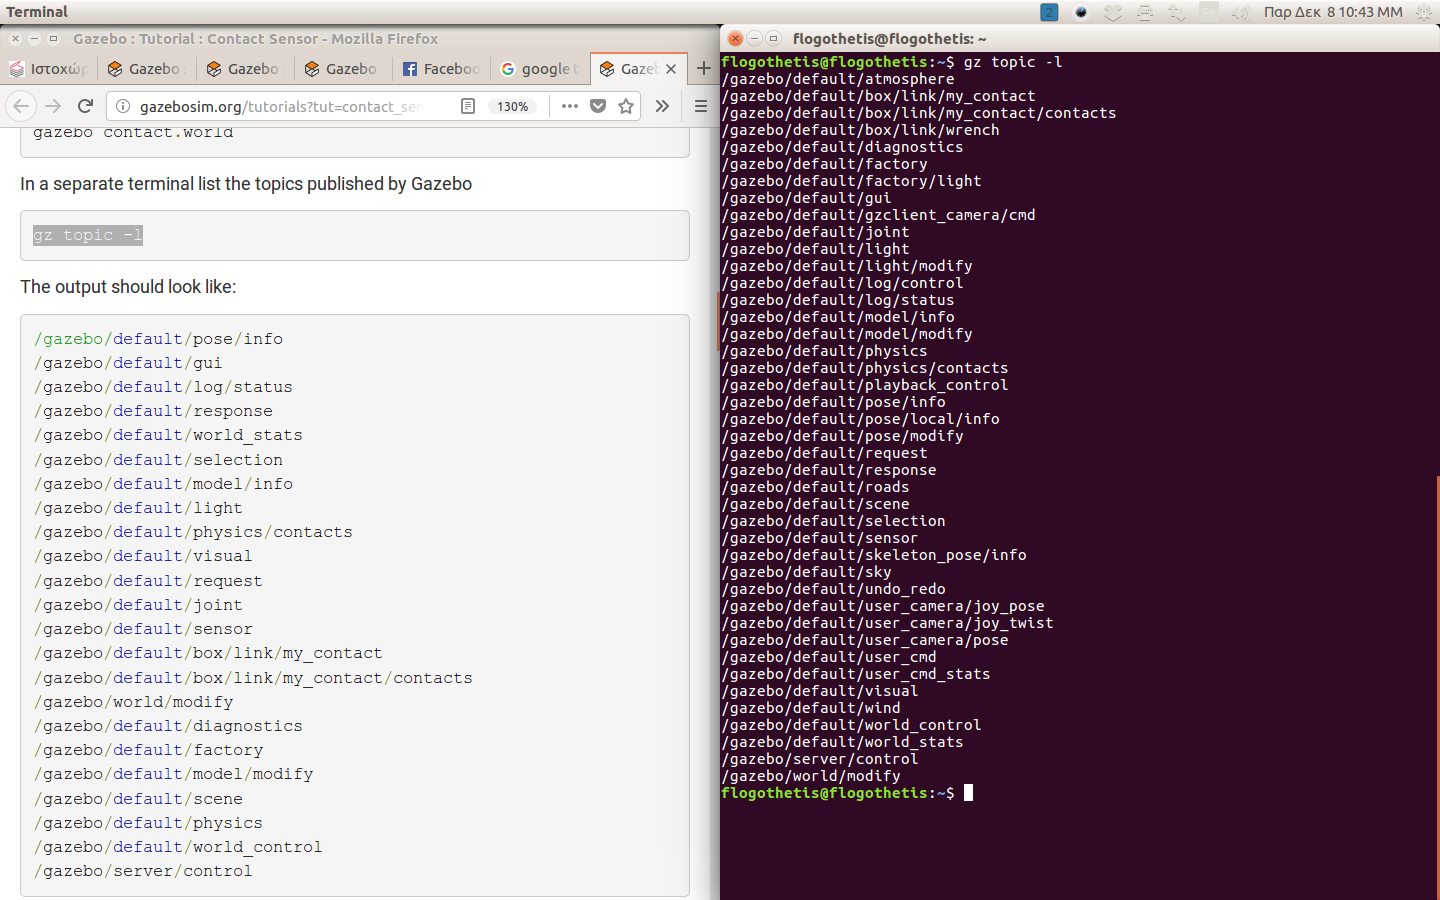 Terminal
2
En
Παρ Δεκ 8 10:43 ΜΜ
Gazebo : Tutorial : Contact Sensor - Mozilla Firefox
Ιστοχώρ
Gazebo
Gazebo
Gazebo
Faceboo
google t
Gazeb
gazebosim.org/tutorials?tut=contact_sen
130%
gazebo contact.world
In a separate terminal list the topics published by Gazebo
gz topic -l
The output should look like:
/gazebo/default/pose/info
/gazebo/default/gui
/gazebo/default/log/status
/gazebo/default/response
/gazebo/default/world_stats
/gazebo/default/selection
/gazebo/default/model/info
/gazebo/default/light
/gazebo/default/physics/contacts
/gazebo/default/visual
/gazebo/default/request
/gazebo/default/joint
/gazebo/default/sensor
/gazebo/default/box/link/my_contact
/gazebo/default/box/link/my_contact/contacts
/gazebo/world/modify
/gazebo/default/diagnostics
/gazebo/default/factory
/gazebo/default/model/modify
/gazebo/default/scene
/gazebo/default/physics
/gazebo/default/world_control
/gazebo/server/control
flogothetis@flogothetis: ~
flogothetis@flogothetis:~$ gz topic -l
/gazebo/default/atmosphere
/gazebo/default/box/link/my_contact
/gazebo/default/box/link/my_contact/contacts
/gazebo/default/box/link/wrench
/gazebo/default/diagnostics
/gazebo/default/factory
/gazebo/default/factory/light
/gazebo/default/gui
/gazebo/default/gzclient_camera/cmd
/gazebo/default/joint
/gazebo/default/light
/gazebo/default/light/modify
/gazebo/default/log/control
/gazebo/default/log/status
/gazebo/default/model/info
/gazebo/default/model/modify
/gazebo/default/physics
/gazebo/default/physics/contacts
/gazebo/default/playback_control
/gazebo/default/pose/info
/gazebo/default/pose/local/info
/gazebo/default/pose/modify
/gazebo/default/request
/gazebo/default/response
/gazebo/default/roads
/gazebo/default/scene
/gazebo/default/selection
/gazebo/default/sensor
/gazebo/default/skeleton_pose/info
/gazebo/default/sky
/gazebo/default/undo_redo
/gazebo/default/user_camera/joy_pose
/gazebo/default/user_camera/joy_twist
/gazebo/default/user_camera/pose
/gazebo/default/user_cmd
/gazebo/default/user_cmd_stats
/gazebo/default/visual
/gazebo/default/wind
/gazebo/default/world_control
/gazebo/default/world_stats
/gazebo/server/control
/gazebo/world/modify
flogothetis@flogothetis:~$